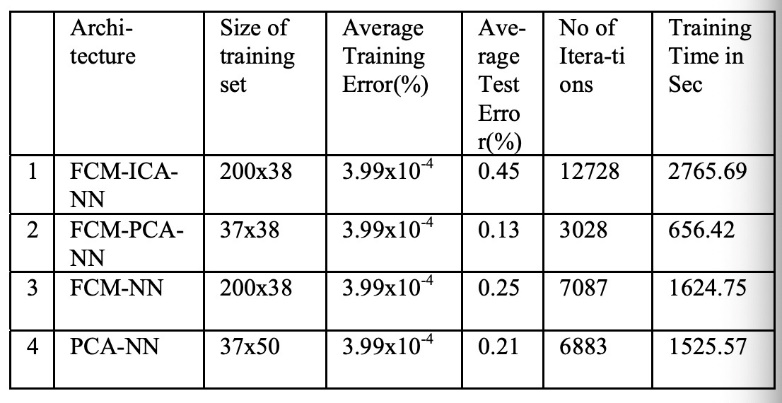 Archi-
tecture
Size of
training
set
Average
Training
Error(%)
Ave-
rage
Test
Erro
r(%)
No of
Itera-ti
ons
Training
Time in
Sec
1
FCM-ICA-
NN
200x38
3.99x10⁻⁴
0.45
12728
2765.69
2
FCM-PCA-
NN
37x38
3.99x10⁻⁴
0.13
3028
656.42
3
FCM-NN
200x38
3.99x10⁻⁴
0.25
7087
1624.75
4
PCA-NN
37x50
3.99x10⁻⁴
0.21
6883
1525.57